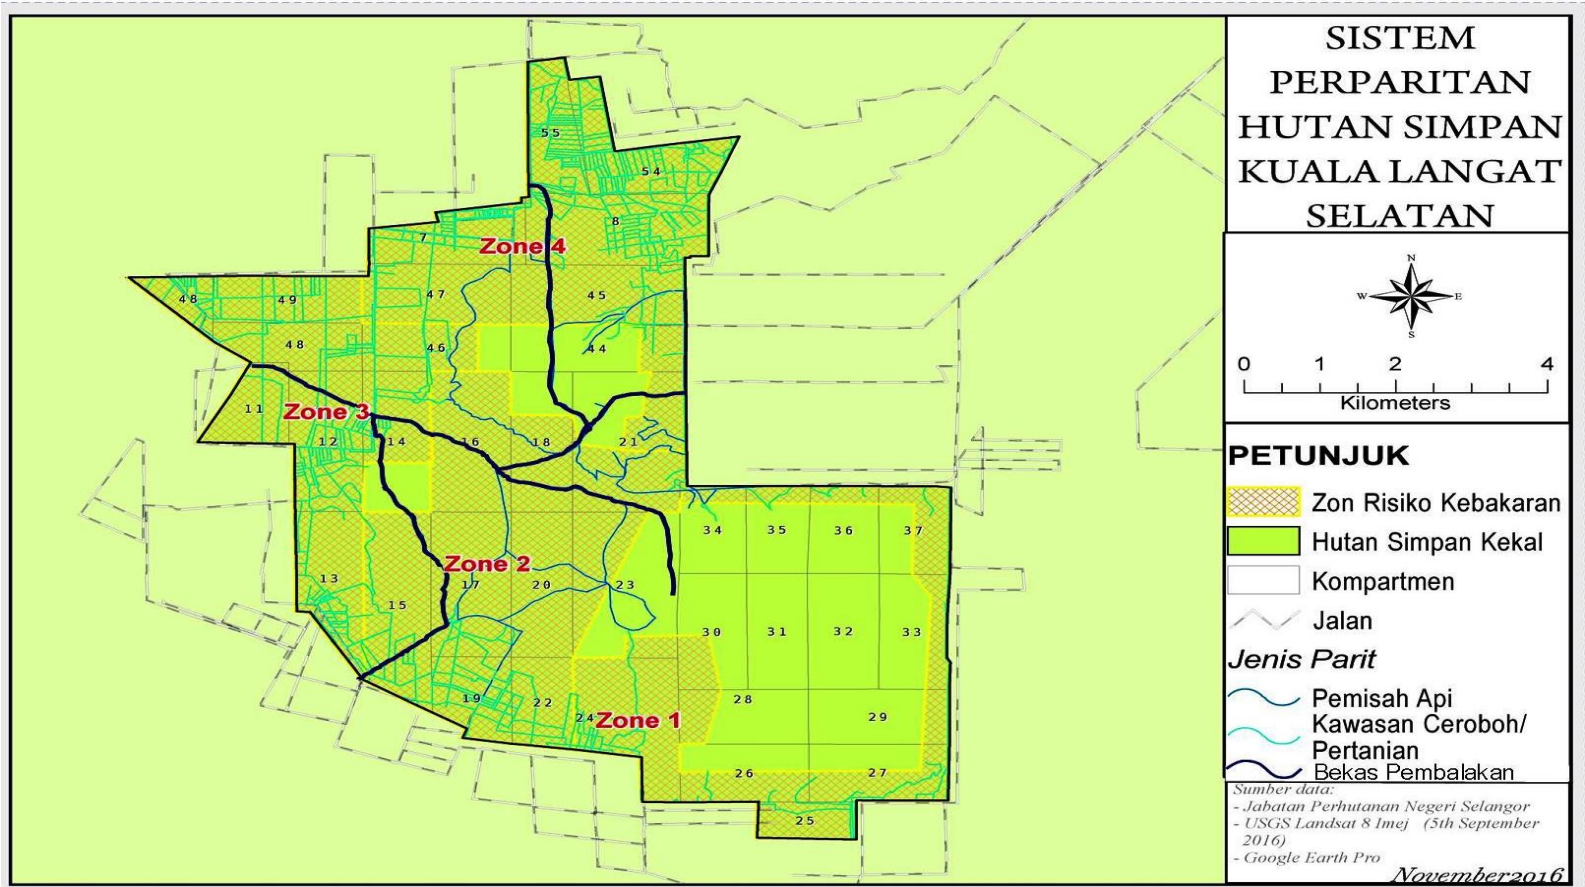 SISTEM
PERPARITAN
HUTAN SIMPAN
KUALA LANGAT
SELATAN
N
W E
S
0 1 2 4
Kilometers
PETUNJUK
Zon Risiko Kebakaran
Hutan Simpan Kekal
Kompartmen
Jalan
Jenis Parit
Pemisah Api
Kawasan Ceroboh/
Pertanian
Bekas Pembalakan
Sumber data:
- Jabatan Perhutanan Negeri Selangor
- USGS Landsat 8 Imej (5th September
2016)
- Google Earth Pro
November2016
55
54
8
7
Zone 4
48 49 47 45
48 46 44
11 Zone 3
12 14 16 18 21
34 35 36 37
Zone 2
13 15 17 20 23
30 31 32 33
19 22 24 Zone 1 28 29
26 27
25